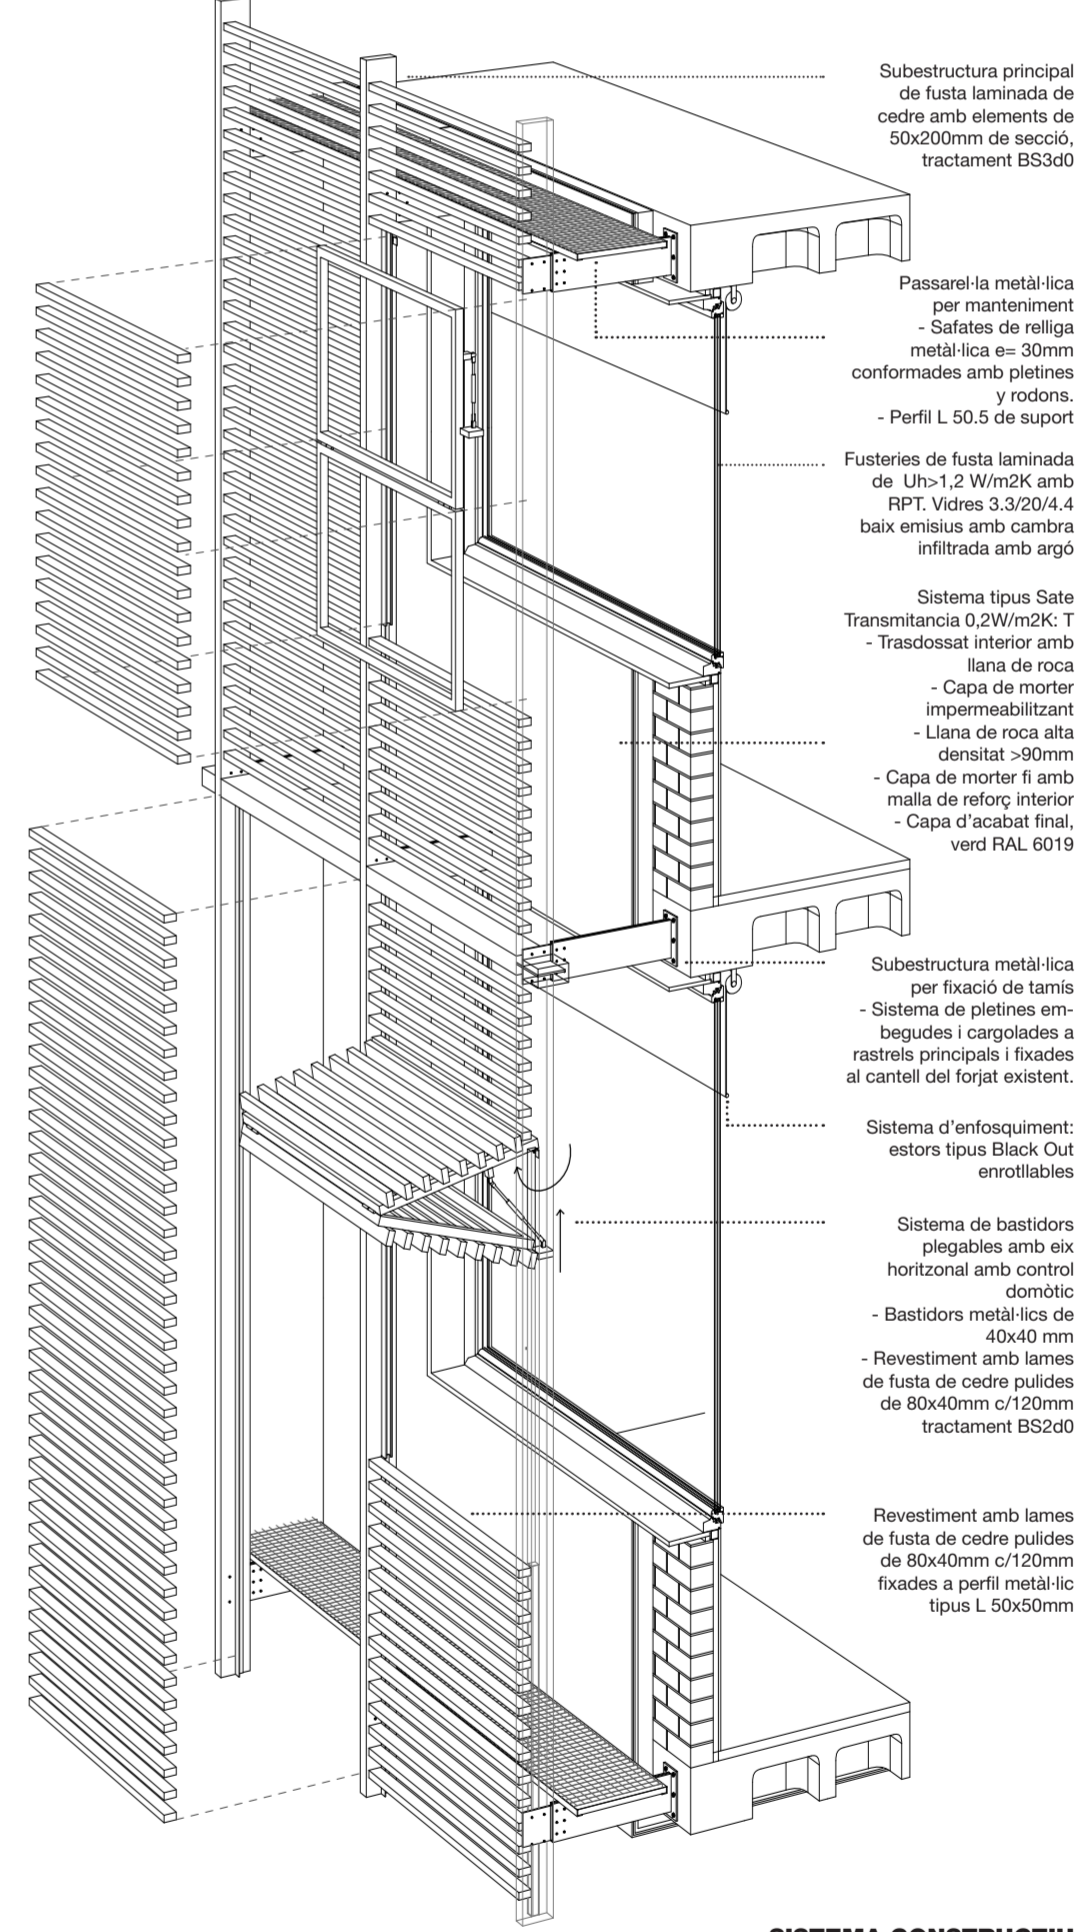 Subestructura principal
de fusta laminada de
cedre amb elements de
50x200mm de secció,
tractament BS3d0
Passarel·la metàl·lica
per manteniment
- Safates de relliga
metàl·lica e= 30mm
conformades amb pletines
y rodons.
- Perfil L 50.5 de suport
Fusteries de fusta laminada
de Uh>1,2 W/m2K amb
RPT. Vidres 3.3/20/4.4
baix emisius amb cambra
infiltrada amb argó
Sistema tipus Sate
Transmitancia 0,2W/m2K: T
- Trasdossat interior amb
llana de roca
- Capa de morter
impermeabilitzant
- Llana de roca alta
densitat >90mm
- Capa de morter fi amb
malla de reforç interior
- Capa d'acabat final,
verd RAL 6019
Subestructura metàl·lica
per fixació de tamís
- Sistema de pletines em-
begudes i cargolades a
rastrels principals i fixades
al cantell del forjat existent.
Sistema d'enfosquiment:
estors tipus Black Out
enrotllables
Sistema de bastidors
plegables amb eix
horitzonal amb control
domòtic
- Bastidors metàl·lics de
40x40 mm
- Revestiment amb lames
de fusta de cedre pulides
de 80x40mm c/120mm
tractament BS2d0
Revestiment amb lames
de fusta de cedre pulides
de 80x40mm c/120mm
fixades a perfil metàl·lic
tipus L 50x50mm
SISTEMA CONSTRUCTIU